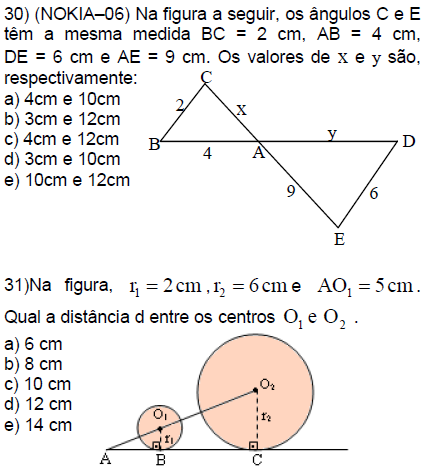 30) (NOKIA–06) Na figura a seguir, os ângulos C e E
têm a mesma medida BC = 2 cm, AB = 4 cm,
DE = 6 cm e AE = 9 cm. Os valores de x e y são,
respectivamente:
a) 4cm e 10cm
b) 3cm e 12cm
c) 4cm e 12cm
d) 3cm e 10cm
e) 10cm e 12cm
C
2
x
B
4
A
y
D
9
6
E
31)Na figura, r₁ = 2 cm , r₂ = 6 cm e AO₁ = 5 cm .
Qual a distância d entre os centros O₁ e O₂ .
a) 6 cm
b) 8 cm
c) 10 cm
d) 12 cm
e) 14 cm
O₂
O₁
r₂
r₁
A
B
C